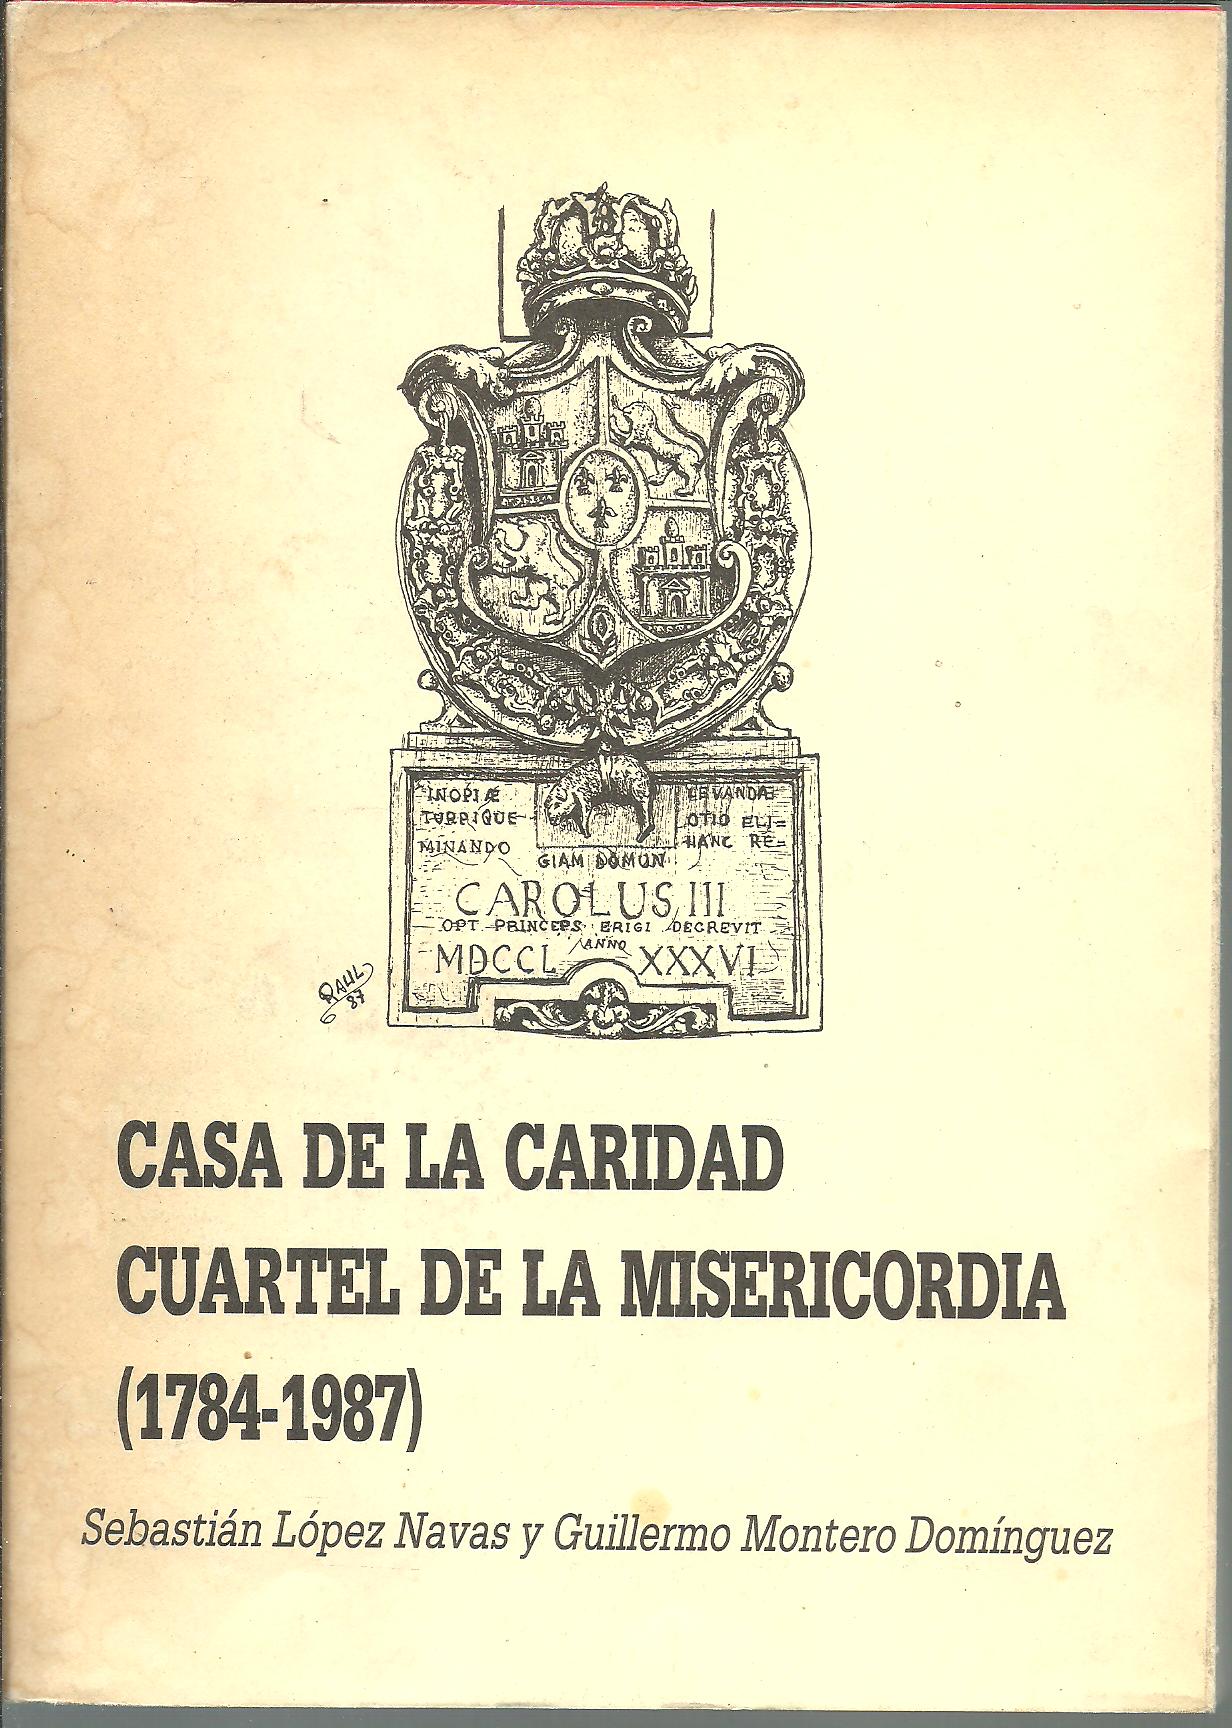 INOPIÆ LEVANDÆ
TURPIQUE OTIO ELI=
MINANDO HANC RE=
GIAM DOMUN
CAROLUS III
OPT PRINCEPS ERIGI DECREVIT
ANNO
MDCCL XXXVI
RAUL
87
CASA DE LA CARIDAD
CUARTEL DE LA MISERICORDIA
(1784-1987)
Sebastián López Navas y Guillermo Montero Domínguez